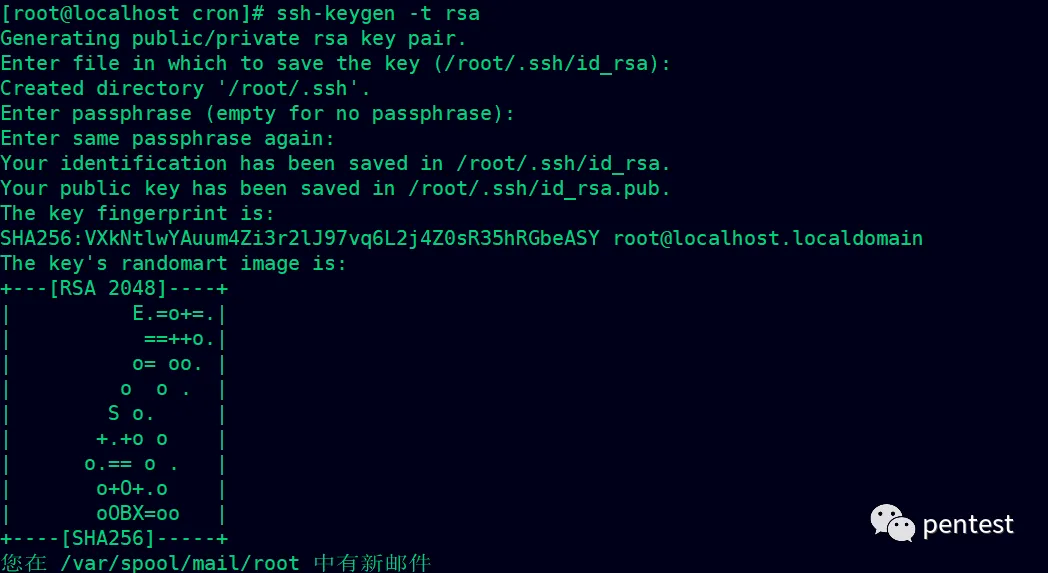 [root@localhost cron]# ssh-keygen -t rsa
Generating public/private rsa key pair.
Enter file in which to save the key (/root/.ssh/id_rsa):
Created directory '/root/.ssh'.
Enter passphrase (empty for no passphrase):
Enter same passphrase again:
Your identification has been saved in /root/.ssh/id_rsa.
Your public key has been saved in /root/.ssh/id_rsa.pub.
The key fingerprint is:
SHA256:VXkNtlwYAuum4Zi3r2lJ97vq6L2j4Z0sR35hRGbeASY root@localhost.localdomain
The key's randomart image is:
+---[RSA 2048]----+
|          E.=o+=.|
|           ==++o.|
|          o= oo. |
|         o  o .  |
|        S o.     |
|       +.+o o    |
|      o.== o .   |
|       o+O+.o    |
|       oOBX=oo   |
+----[SHA256]-----+
您在 /var/spool/mail/root 中有新邮件
pentest